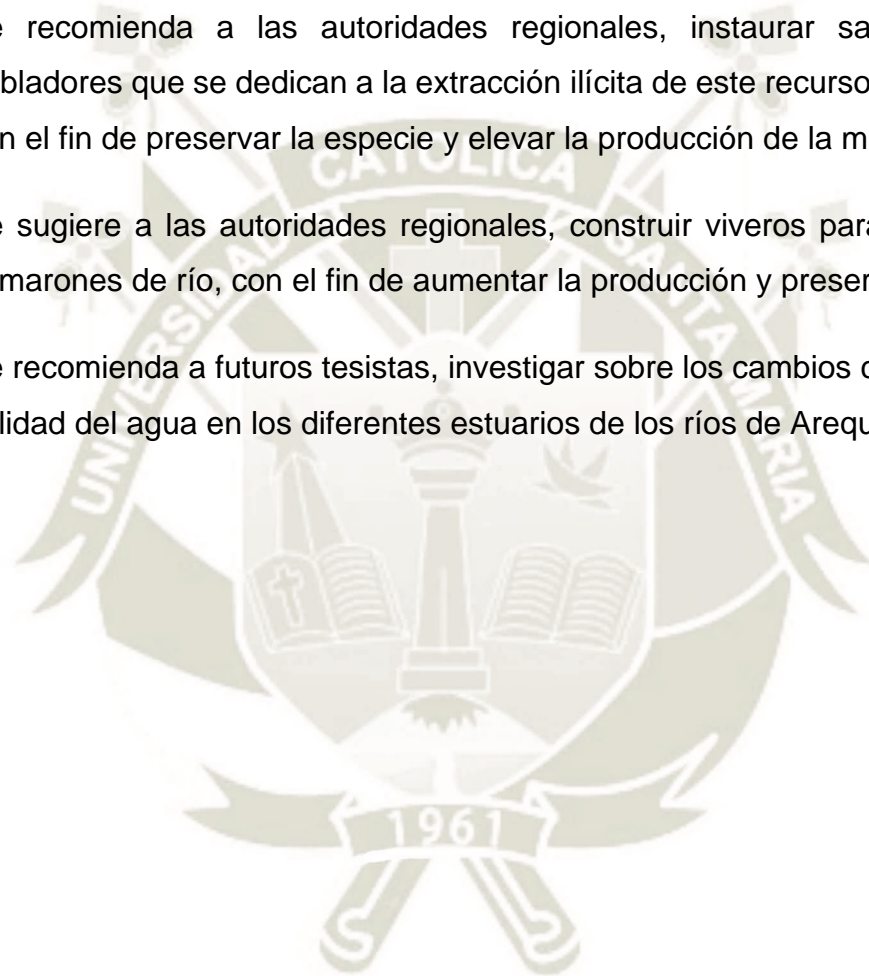 e recomienda a las autoridades regionales, instaurar sa
bladores que se dedican a la extracción ilícita de este recurso
n el fin de preservar la especie y elevar la producción de la m
e sugiere a las autoridades regionales, construir viveros para
marones de río, con el fin de aumentar la producción y preser
e recomienda a futuros tesistas, investigar sobre los cambios d
lidad del agua en los diferentes estuarios de los ríos de Arequ
UNIVERSIDAD CATOLICA SANTA MARIA
1961